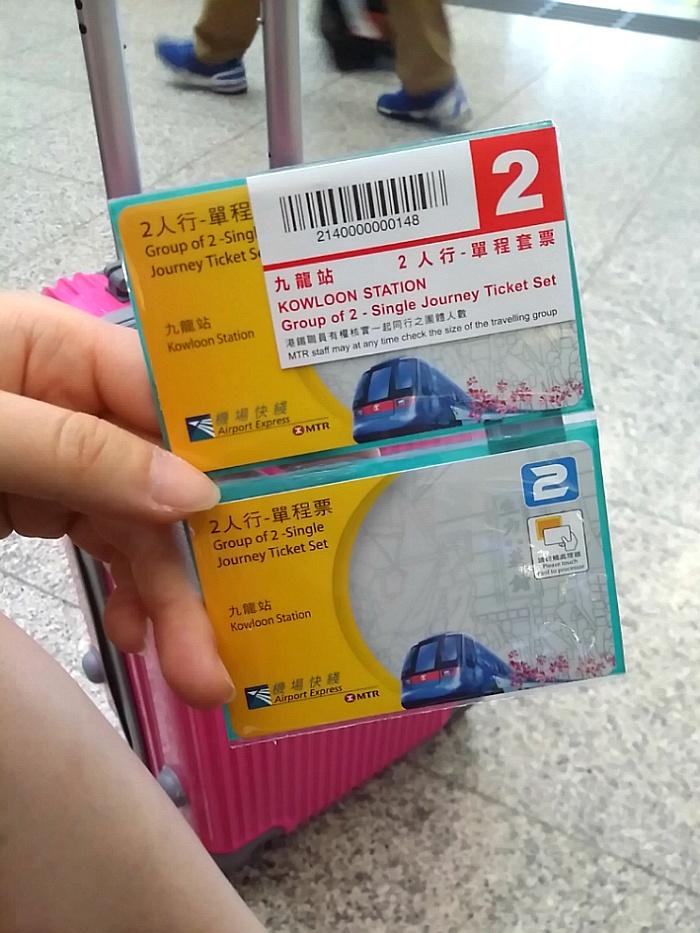 2人行-單程
Group of 2 -Sing
Journey Ticket S
九龍站
Kowloon Station
機場快綫
Airport Express
MTR
2140000000148
2
九龍站 2人行-單程套票
KOWLOON STATION
Group of 2 - Single Journey Ticket Set
港鐵職員有權核實一起同行之團體人數
MTR staff may at any time check the size of the travelling group
2人行-單程票
Group of 2 -Single
Journey Ticket Set
九龍站
Kowloon Station
機場快綫
Airport Express
MTR
2
Please touch
card to processor